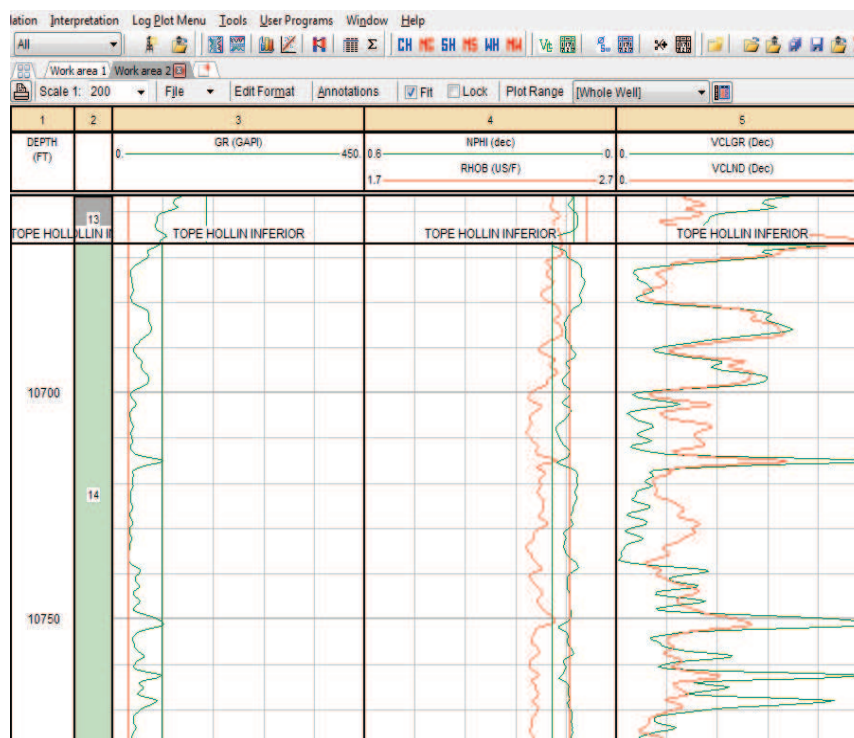 lation Interpretation Log Plot Menu Tools User Programs Window Help
All Σ CH MC SH MS WH MW
Work area 1 Work area 2
Scale 1: 200 File Edit Format Annotations Fit Lock Plot Range [Whole Well]
1 2 3 4 5
DEPTH (FT)
GR (GAPI)
0. 450.
NPHI (dec)
0.6 0.
RHOB (US/F)
1.7 2.7
VCLGR (Dec)
0.
VCLND (Dec)
0.
13
TOPE HOLL OLLIN I TOPE HOLLIN INFERIOR TOPE HOLLIN INFERIOR TOPE HOLLIN INFERIOR
10700
14
10750